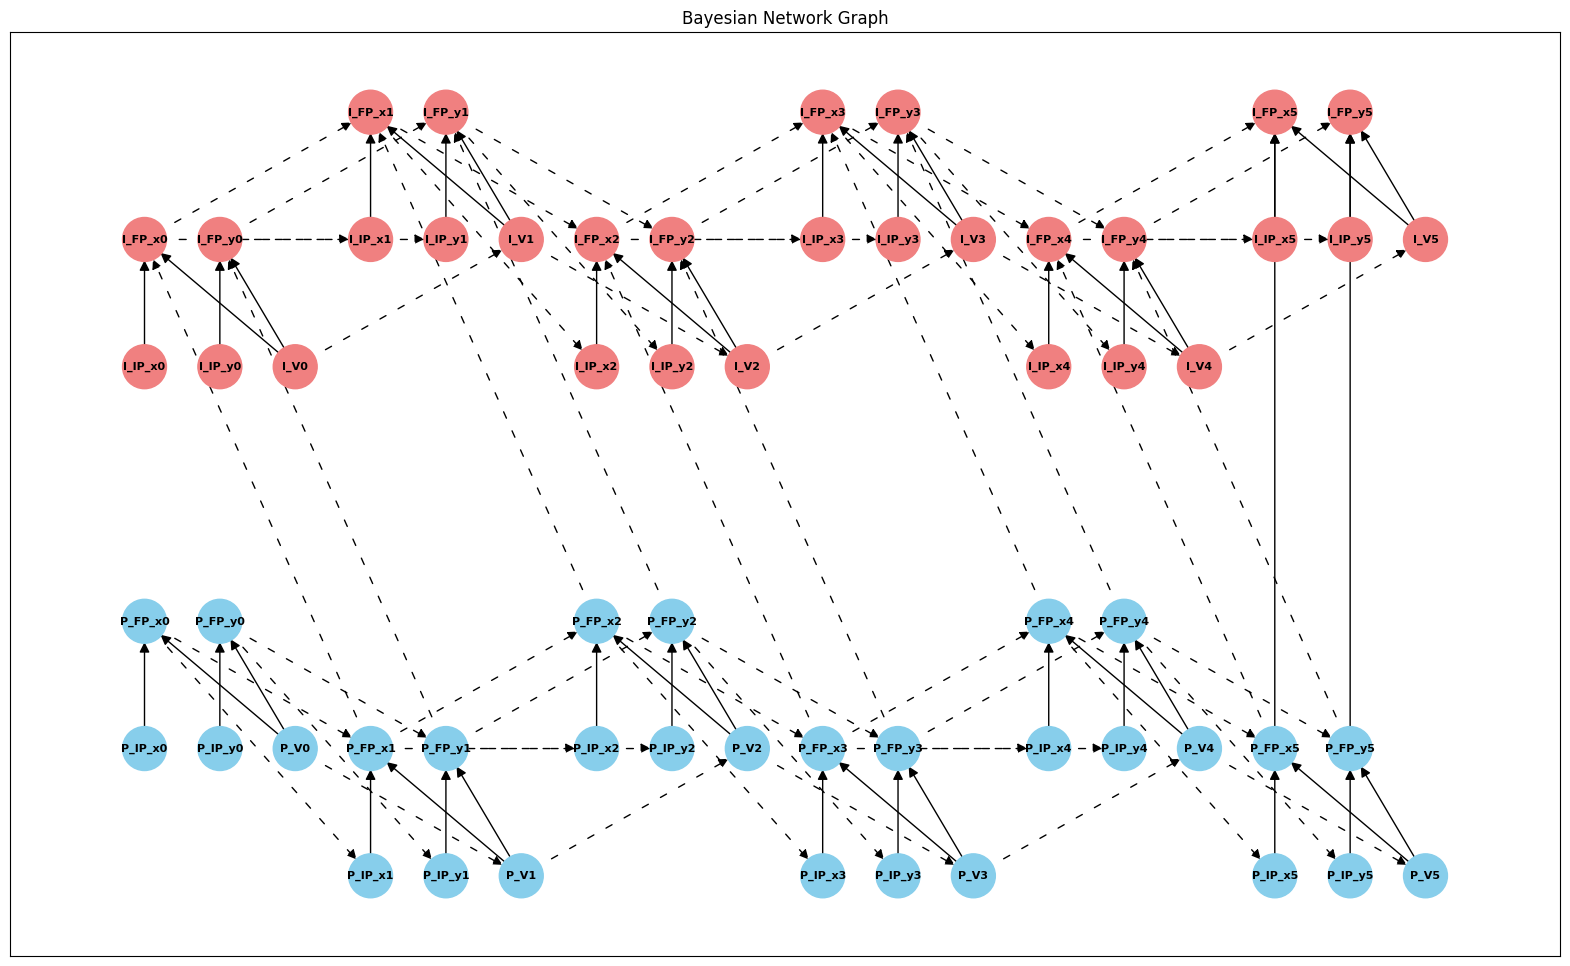 Bayesian Network Graph
I_FP_x1 I_FP_y1 I_FP_x3 I_FP_y3 I_FP_x5 I_FP_y5
I_FP_x0 I_FP_y0 I_IP_x1 I_IP_y1 I_V1 I_FP_x2 I_FP_y2 I_IP_x3 I_IP_y3 I_V3 I_FP_x4 I_FP_y4 I_IP_x5 I_IP_y5 I_V5
I_IP_x0 I_IP_y0 I_V0 I_IP_x2 I_IP_y2 I_V2 I_IP_x4 I_IP_y4 I_V4
P_FP_x0 P_FP_y0 P_FP_x2 P_FP_y2 P_FP_x4 P_FP_y4
P_IP_x0 P_IP_y0 P_V0 P_FP_x1 P_FP_y1 P_IP_x2 P_IP_y2 P_V2 P_FP_x3 P_FP_y3 P_IP_x4 P_IP_y4 P_V4 P_FP_x5 P_FP_y5
P_IP_x1 P_IP_y1 P_V1 P_IP_x3 P_IP_y3 P_V3 P_IP_x5 P_IP_y5 P_V5